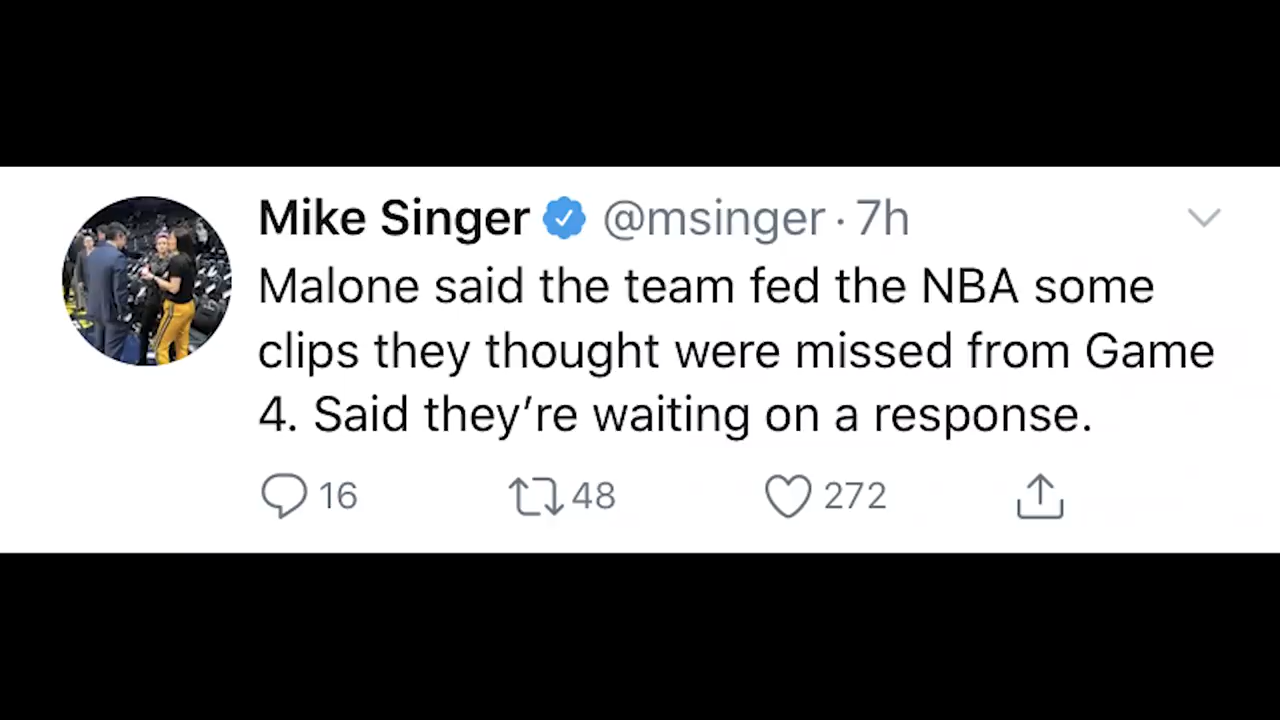 Mike Singer @msinger · 7h
Malone said the team fed the NBA some
clips they thought were missed from Game
4. Said they’re waiting on a response.
16 48 272